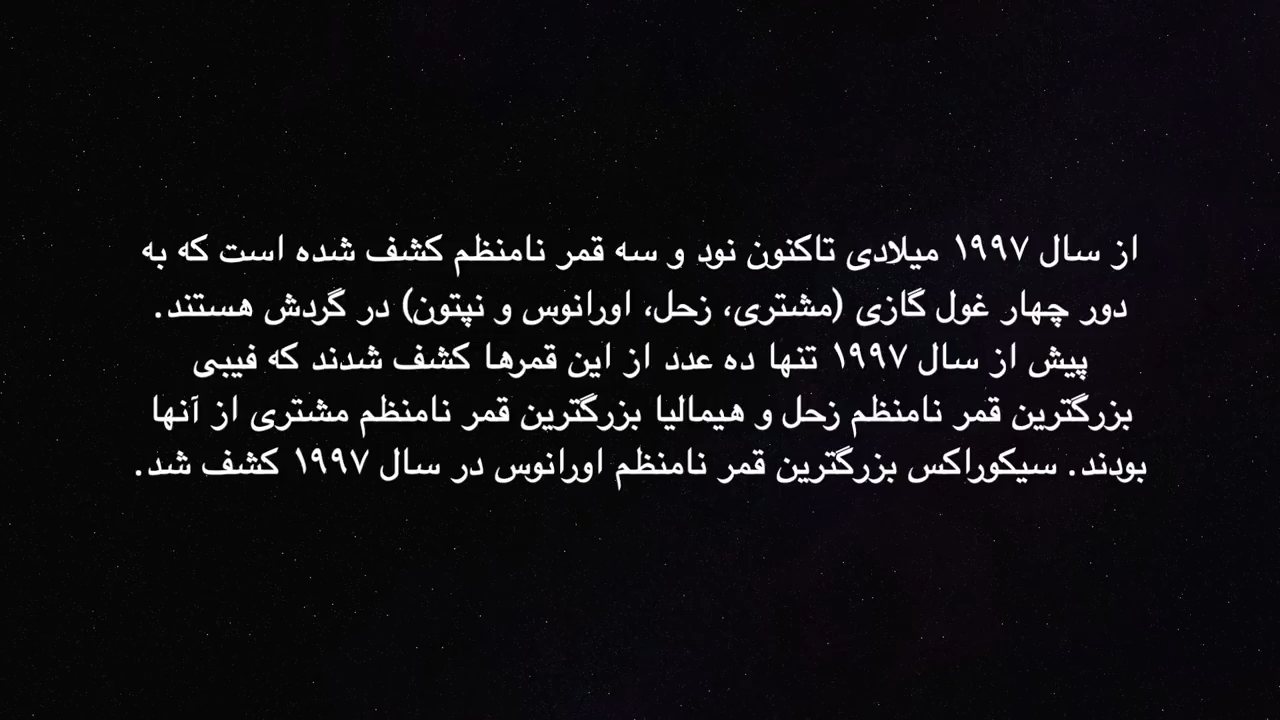 از سال ۱۹۹۷ میلادی تاکنون نود و سه قمر نامنظم کشف شده است که به
دور چهار غول گازی (مشتری، زحل، اورانوس و نپتون) در گردش هستند.
پیش از سال ۱۹۹۷ تنها ده عدد از این قمرها کشف شدند که فیبی
بزرگترین قمر نامنظم زحل و هیمالیا بزرگترین قمر نامنظم مشتری از آنها
بودند. سیکوراکس بزرگترین قمر نامنظم اورانوس در سال ۱۹۹۷ کشف شد.